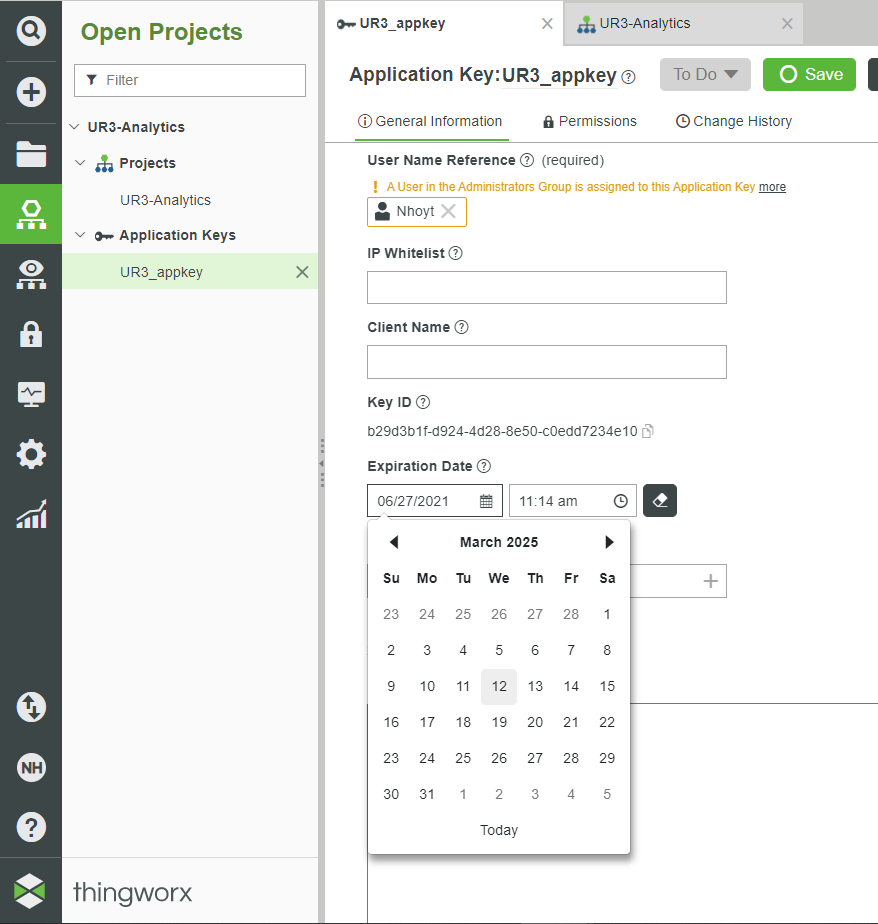 Open Projects
Filter
UR3-Analytics
Projects
UR3-Analytics
Application Keys
UR3_appkey
NH
?
thingworx
UR3_appkey
UR3-Analytics
Application Key: UR3_appkey ?
To Do
Save
General Information
Permissions
Change History
User Name Reference ? (required)
! A User in the Administrators Group is assigned to this Application Key more
Nhoyt
IP Whitelist ?
Client Name ?
Key ID ?
b29d3b1f-d924-4d28-8e50-c0edd7234e10
Expiration Date ?
06/27/2021 11:14 am
March 2025
Su Mo Tu We Th Fr Sa
23 24 25 26 27 28 1
2 3 4 5 6 7 8
9 10 11 12 13 14 15
16 17 18 19 20 21 22
23 24 25 26 27 28 29
30 31 1 2 3 4 5
Today